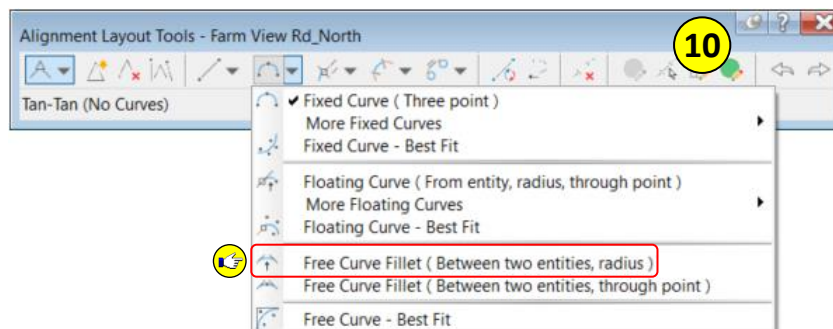 Alignment Layout Tools - Farm View Rd_North
10
Tan-Tan (No Curves)
✔ Fixed Curve ( Three point )
More Fixed Curves
Fixed Curve - Best Fit
Floating Curve ( From entity, radius, through point )
More Floating Curves
Floating Curve - Best Fit
Free Curve Fillet ( Between two entities, radius )
Free Curve Fillet ( Between two entities, through point )
Free Curve - Best Fit